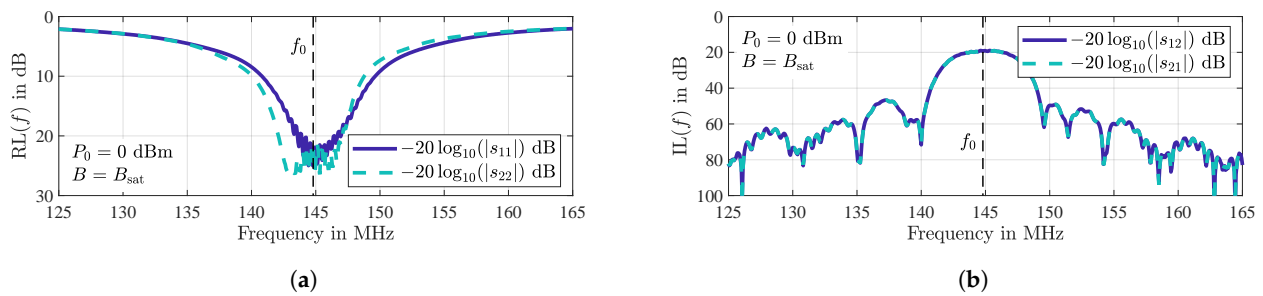 0
10
20
30
RL(f) in dB
f₀
P₀ = 0 dBm
B = B_sat
−20 log₁₀(|s₁₁|) dB
−20 log₁₀(|s₂₂|) dB
125 130 135 140 145 150 155 160 165
Frequency in MHz
(a)
0
20
40
60
80
100
IL(f) in dB
P₀ = 0 dBm
B = B_sat
−20 log₁₀(|s₁₂|) dB
−20 log₁₀(|s₂₁|) dB
f₀
125 130 135 140 145 150 155 160 165
Frequency in MHz
(b)